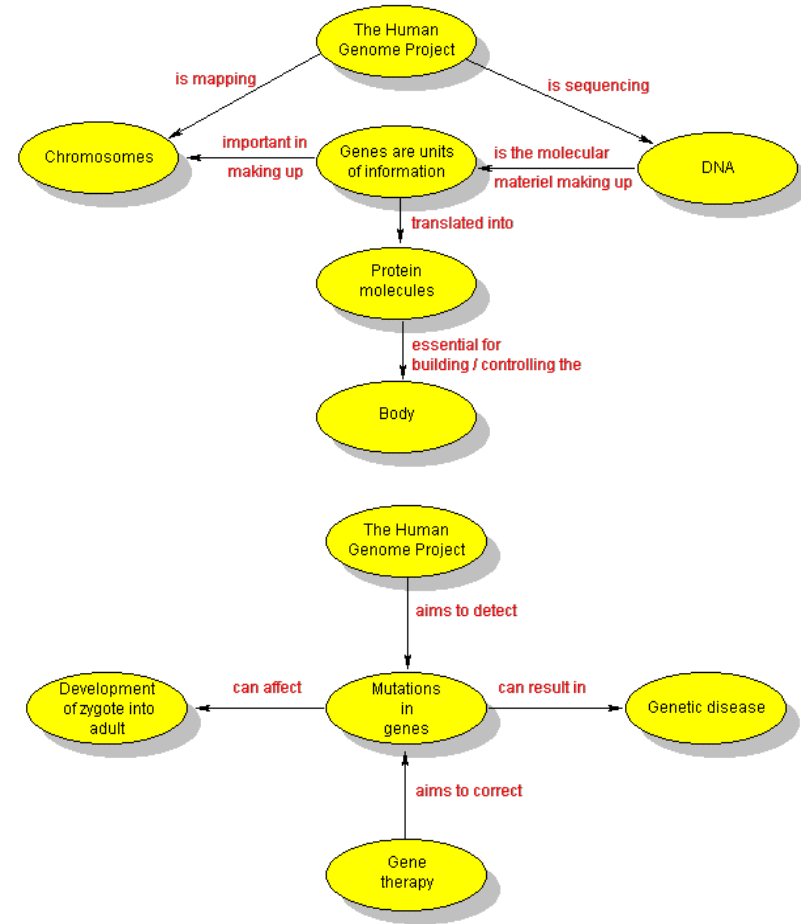 The Human
Genome Project
is mapping
is sequencing
Chromosomes
important in
making up
Genes are units
of information
is the molecular
materiel making up
DNA
translated into
Protein
molecules
essential for
building / controlling the
Body
The Human
Genome Project
aims to detect
Development
of zygote into
adult
can affect
Mutations
in
genes
can result in
Genetic disease
aims to correct
Gene
therapy